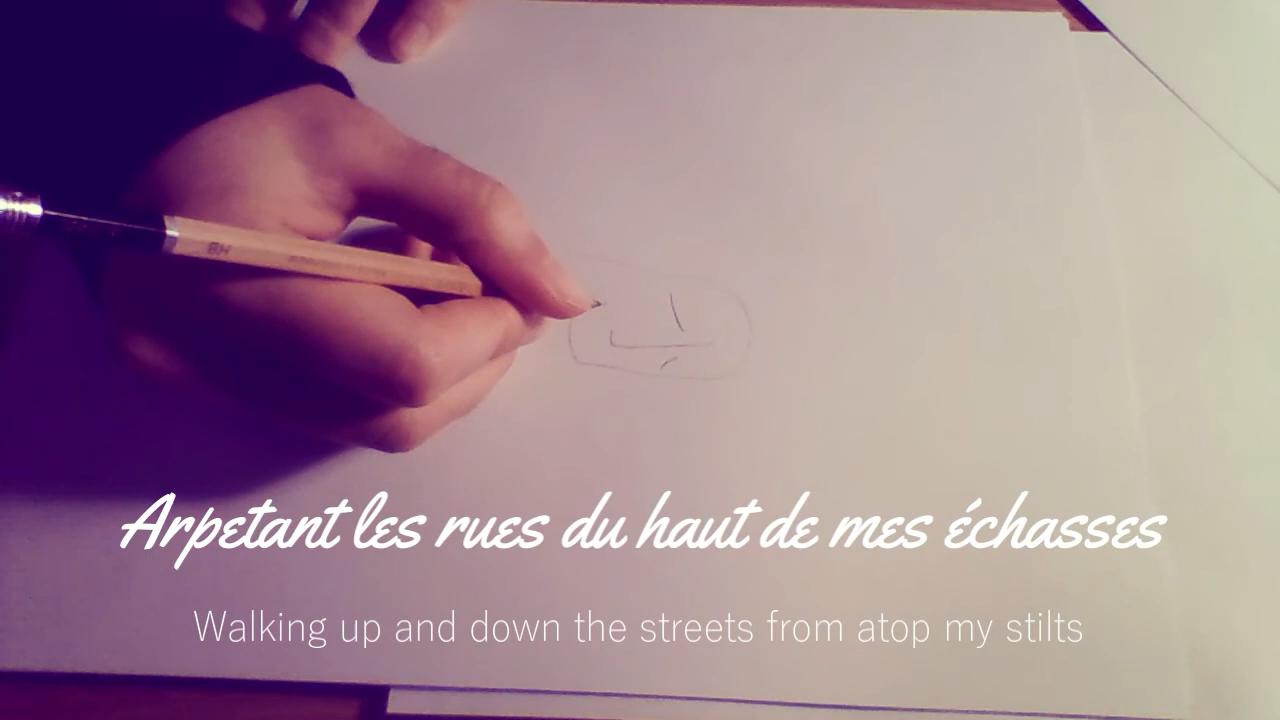 Arpetant les rues du haut de mes échasses
Walking up and down the streets from atop my stilts